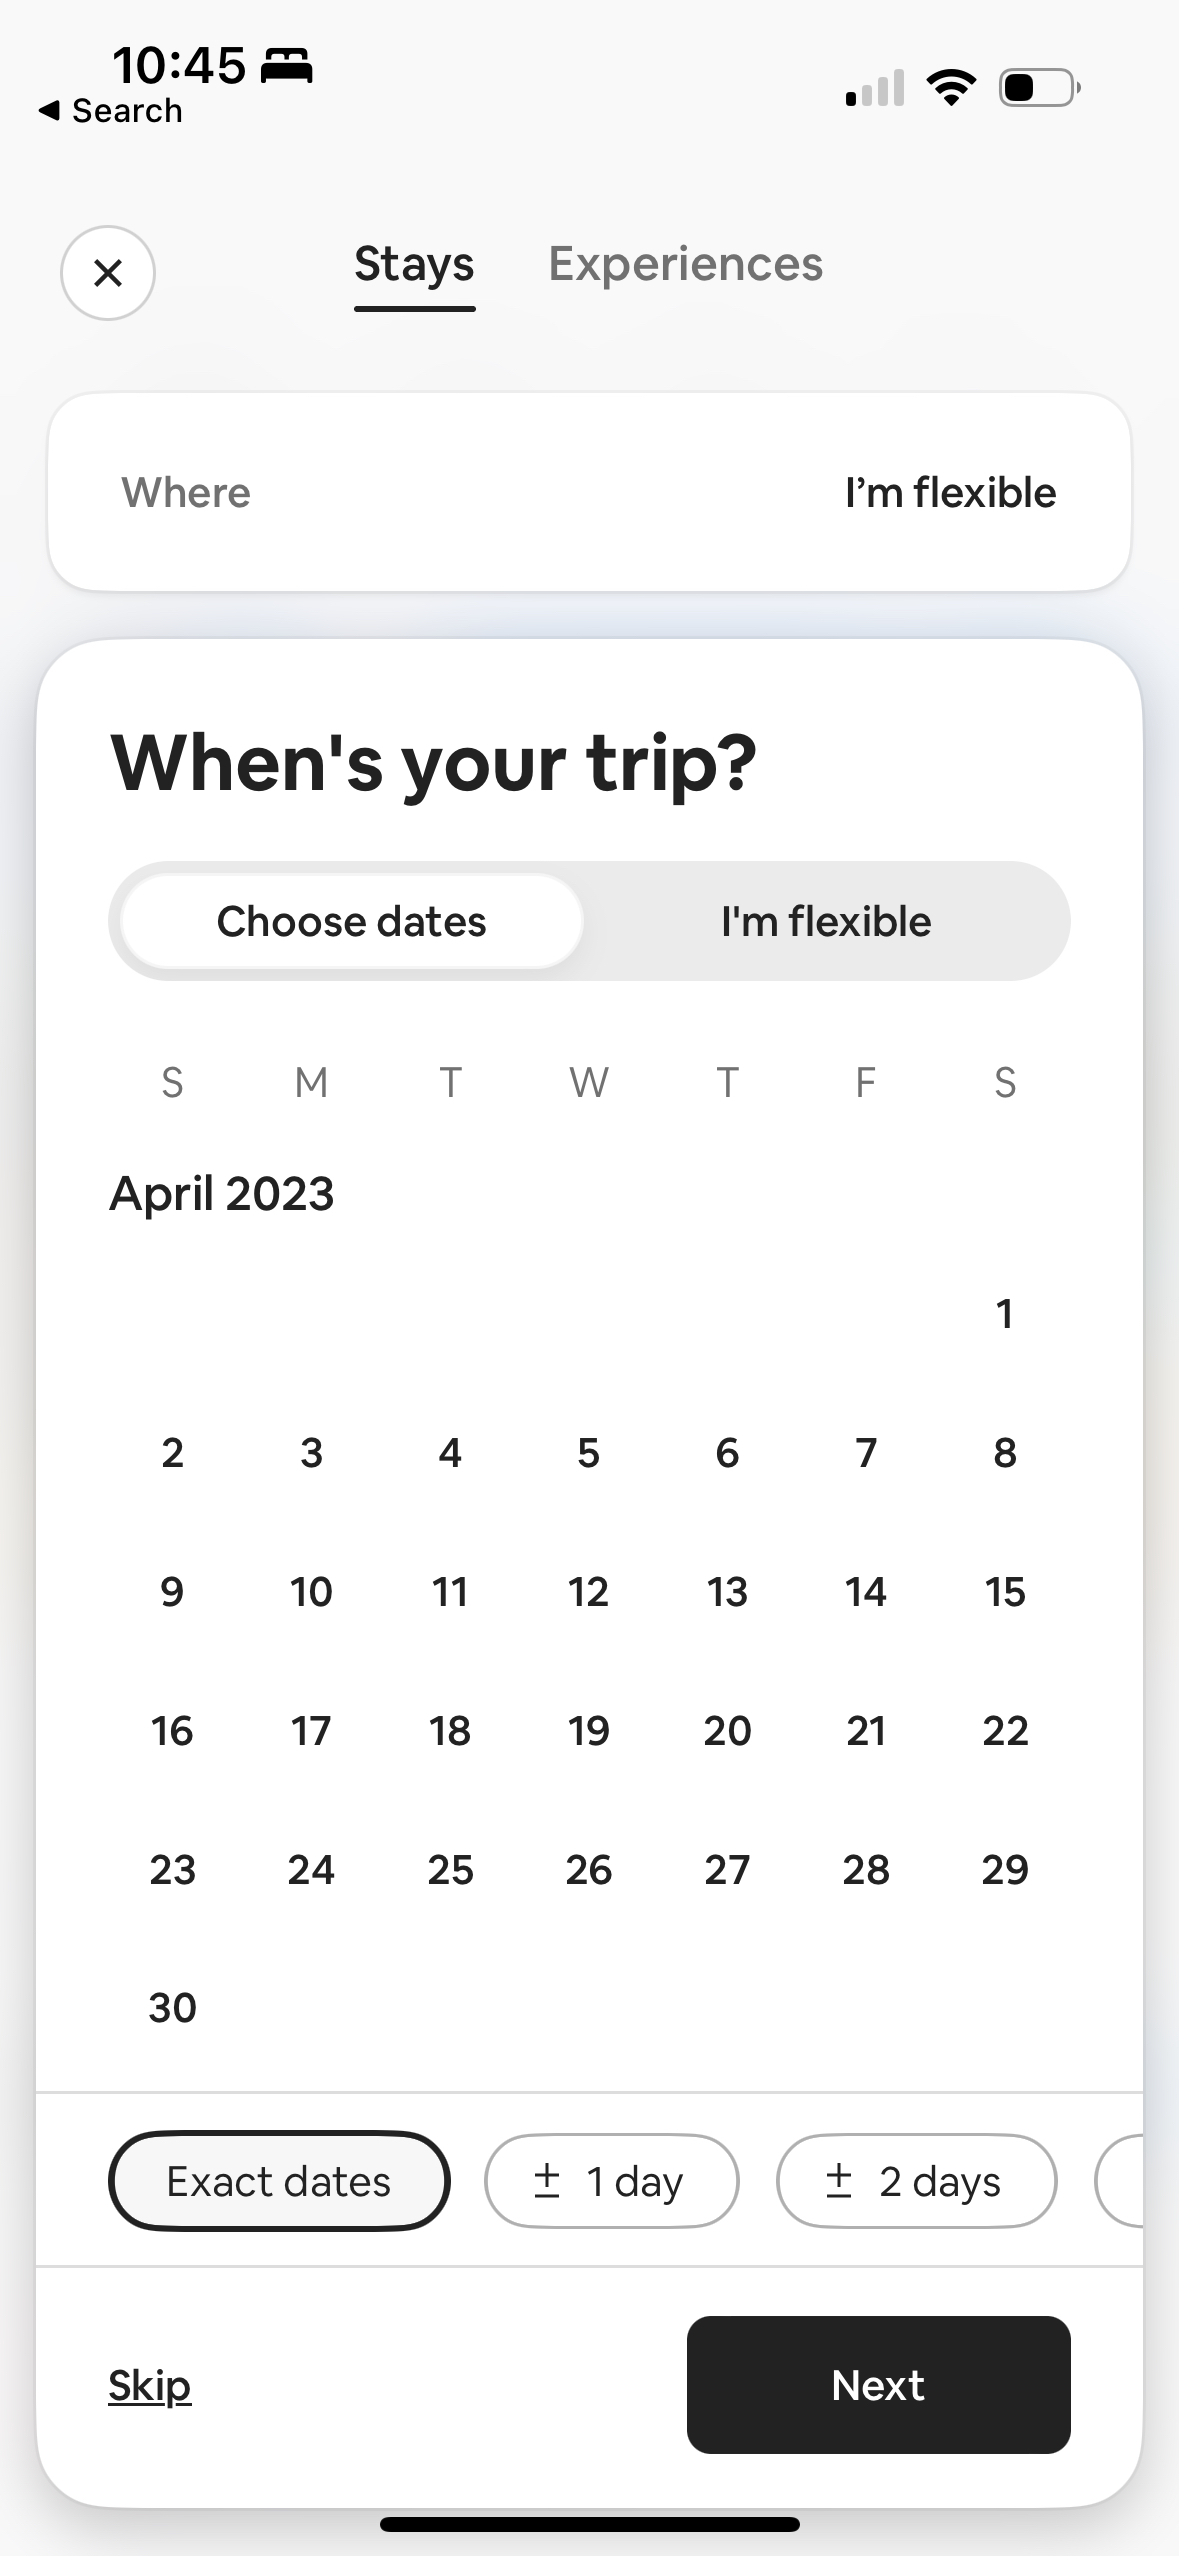 10:45
◀ Search
Stays Experiences
Where I’m flexible
When's your trip?
Choose dates I'm flexible
S M T W T F S
April 2023
1
2 3 4 5 6 7 8
9 10 11 12 13 14 15
16 17 18 19 20 21 22
23 24 25 26 27 28 29
30
Exact dates ± 1 day ± 2 days
Skip Next